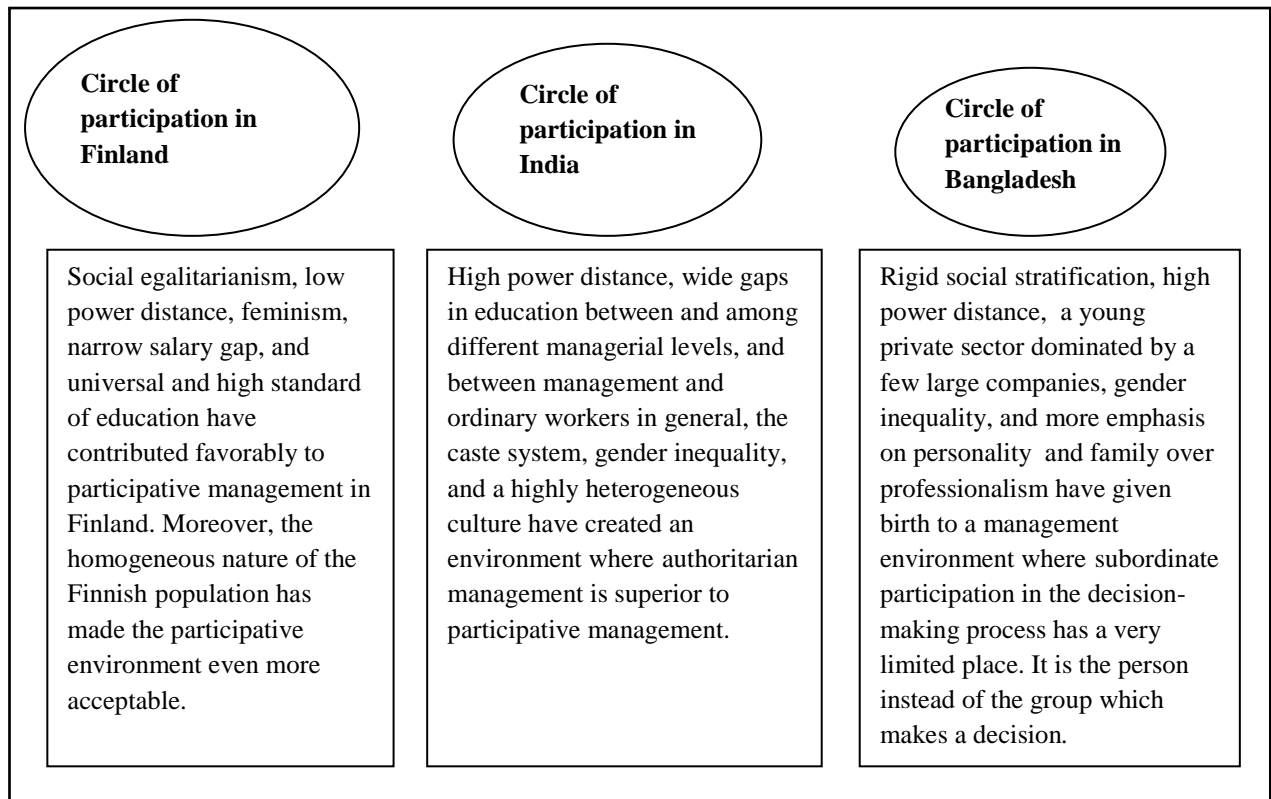 Circle of
participation in
Finland
Circle of
participation in
India
Circle of
participation in
Bangladesh
Social egalitarianism, low
power distance, feminism,
narrow salary gap, and
universal and high standard
of education have
contributed favorably to
participative management in
Finland. Moreover, the
homogeneous nature of the
Finnish population has
made the participative
environment even more
acceptable.
High power distance, wide gaps
in education between and among
different managerial levels, and
between management and
ordinary workers in general, the
caste system, gender inequality,
and a highly heterogeneous
culture have created an
environment where authoritarian
management is superior to
participative management.
Rigid social stratification, high
power distance, a young
private sector dominated by a
few large companies, gender
inequality, and more emphasis
on personality and family over
professionalism have given
birth to a management
environment where subordinate
participation in the decision-
making process has a very
limited place. It is the person
instead of the group which
makes a decision.